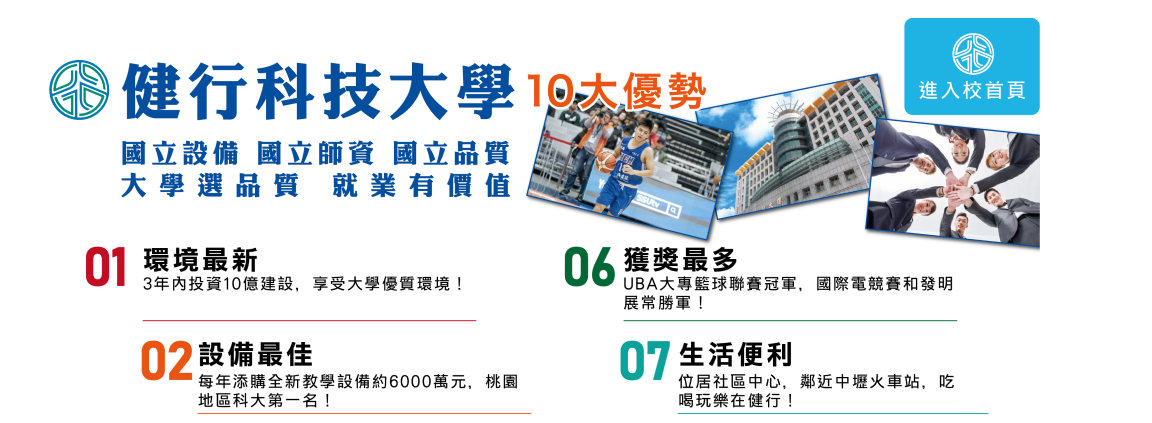 健行科技大學 10大優勢
進入校首頁
國立設備 國立師資 國立品質
大學選品質 就業有價值
01 環境最新
3年內投資10億建設，享受大學優質環境！
02 設備最佳
每年添購全新教學設備約6000萬元，桃園
地區科大第一名！
06 獲獎最多
UBA大專籃球聯賽冠軍，國際電競賽和發明
展常勝軍！
07 生活便利
位居社區中心，鄰近中壢火車站，吃
喝玩樂在健行！